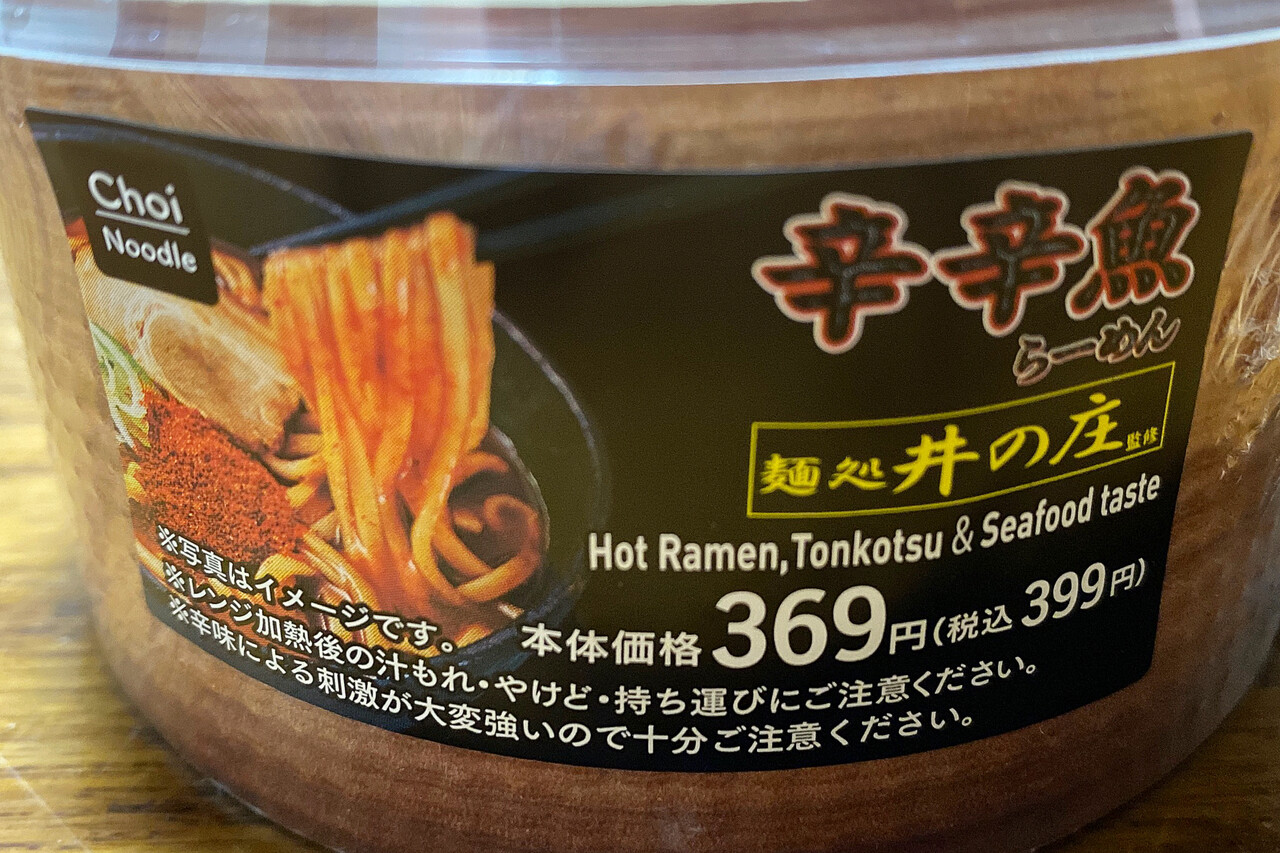 Choi
Noodle
辛辛魚
らーめん
麺処 井の庄 監修
Hot Ramen,Tonkotsu & Seafood taste
本体価格 369円(税込 399円)
※写真はイメージです。
※レンジ加熱後の汁もれ・やけど・持ち運びにご注意ください。
※辛味による刺激が大変強いので十分ご注意ください。